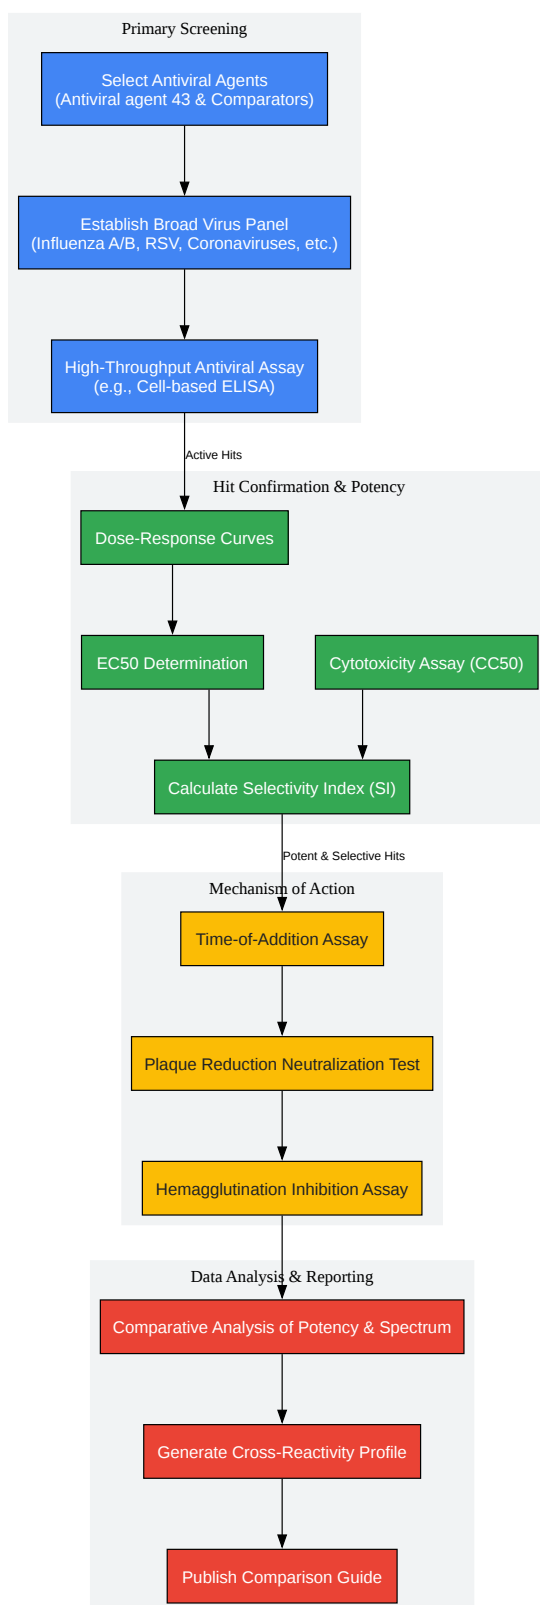 Primary Screening
Select Antiviral Agents
(Antiviral agent 43 & Comparators)
Establish Broad Virus Panel
(Influenza A/B, RSV, Coronaviruses, etc.)
High-Throughput Antiviral Assay
(e.g., Cell-based ELISA)
Active Hits
Hit Confirmation & Potency
Dose-Response Curves
EC50 Determination
Cytotoxicity Assay (CC50)
Calculate Selectivity Index (SI)
Potent & Selective Hits
Mechanism of Action
Time-of-Addition Assay
Plaque Reduction Neutralization Test
Hemagglutination Inhibition Assay
Data Analysis & Reporting
Comparative Analysis of Potency & Spectrum
Generate Cross-Reactivity Profile
Publish Comparison Guide